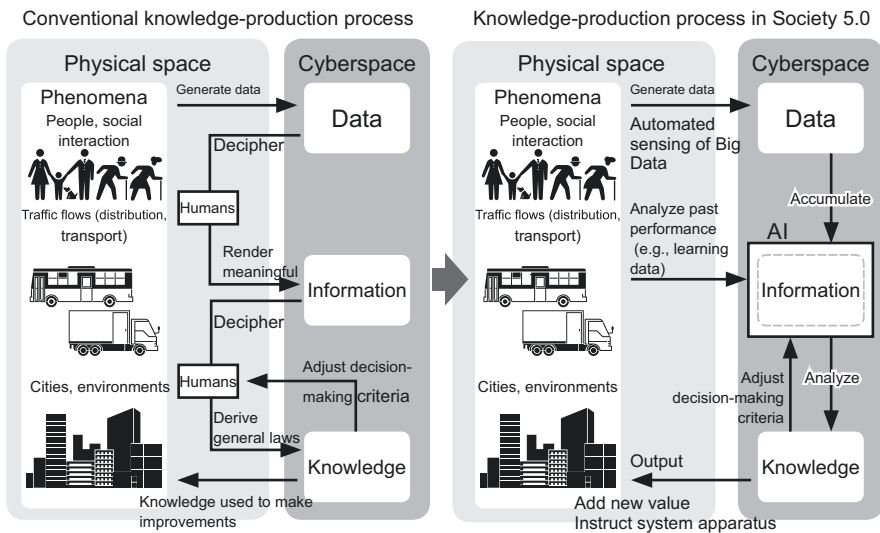 Conventional knowledge-production process
Physical space
Cyberspace
Phenomena
People, social
interaction
Traffic flows (distribution,
transport)
Cities, environments
Generate data
Data
Decipher
Humans
Render
meaningful
Information
Decipher
Humans
Adjust decision-
making criteria
Derive
general laws
Knowledge
Knowledge used to make
improvements
Knowledge-production process in Society 5.0
Physical space
Cyberspace
Phenomena
People, social
interaction
Traffic flows (distribution,
transport)
Cities, environments
Generate data
Automated
sensing of Big
Data
Data
Accumulate
Analyze past
performance
(e.g., learning
data)
AI
Information
Adjust
decision-making
criteria
Analyze
Knowledge
Output
Add new value
Instruct system apparatus